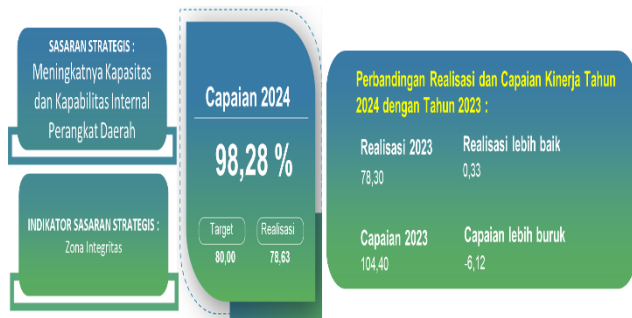 SASARAN STRATEGIS :
Meningkatnya Kapasitas
dan Kapabilitas Internal
Perangkat Daerah
INDIKATOR SASARAN STRATEGIS :
Zona Integritas
Capaian 2024
98,28 %
Target
Realisasi
80,00
78,63
Perbandingan Realisasi dan Capaian Kinerja Tahun
2024 dengan Tahun 2023 :
Realisasi 2023
Realisasi lebih baik
78,30
0,33
Capaian 2023
Capaian lebih buruk
104,40
-6,12